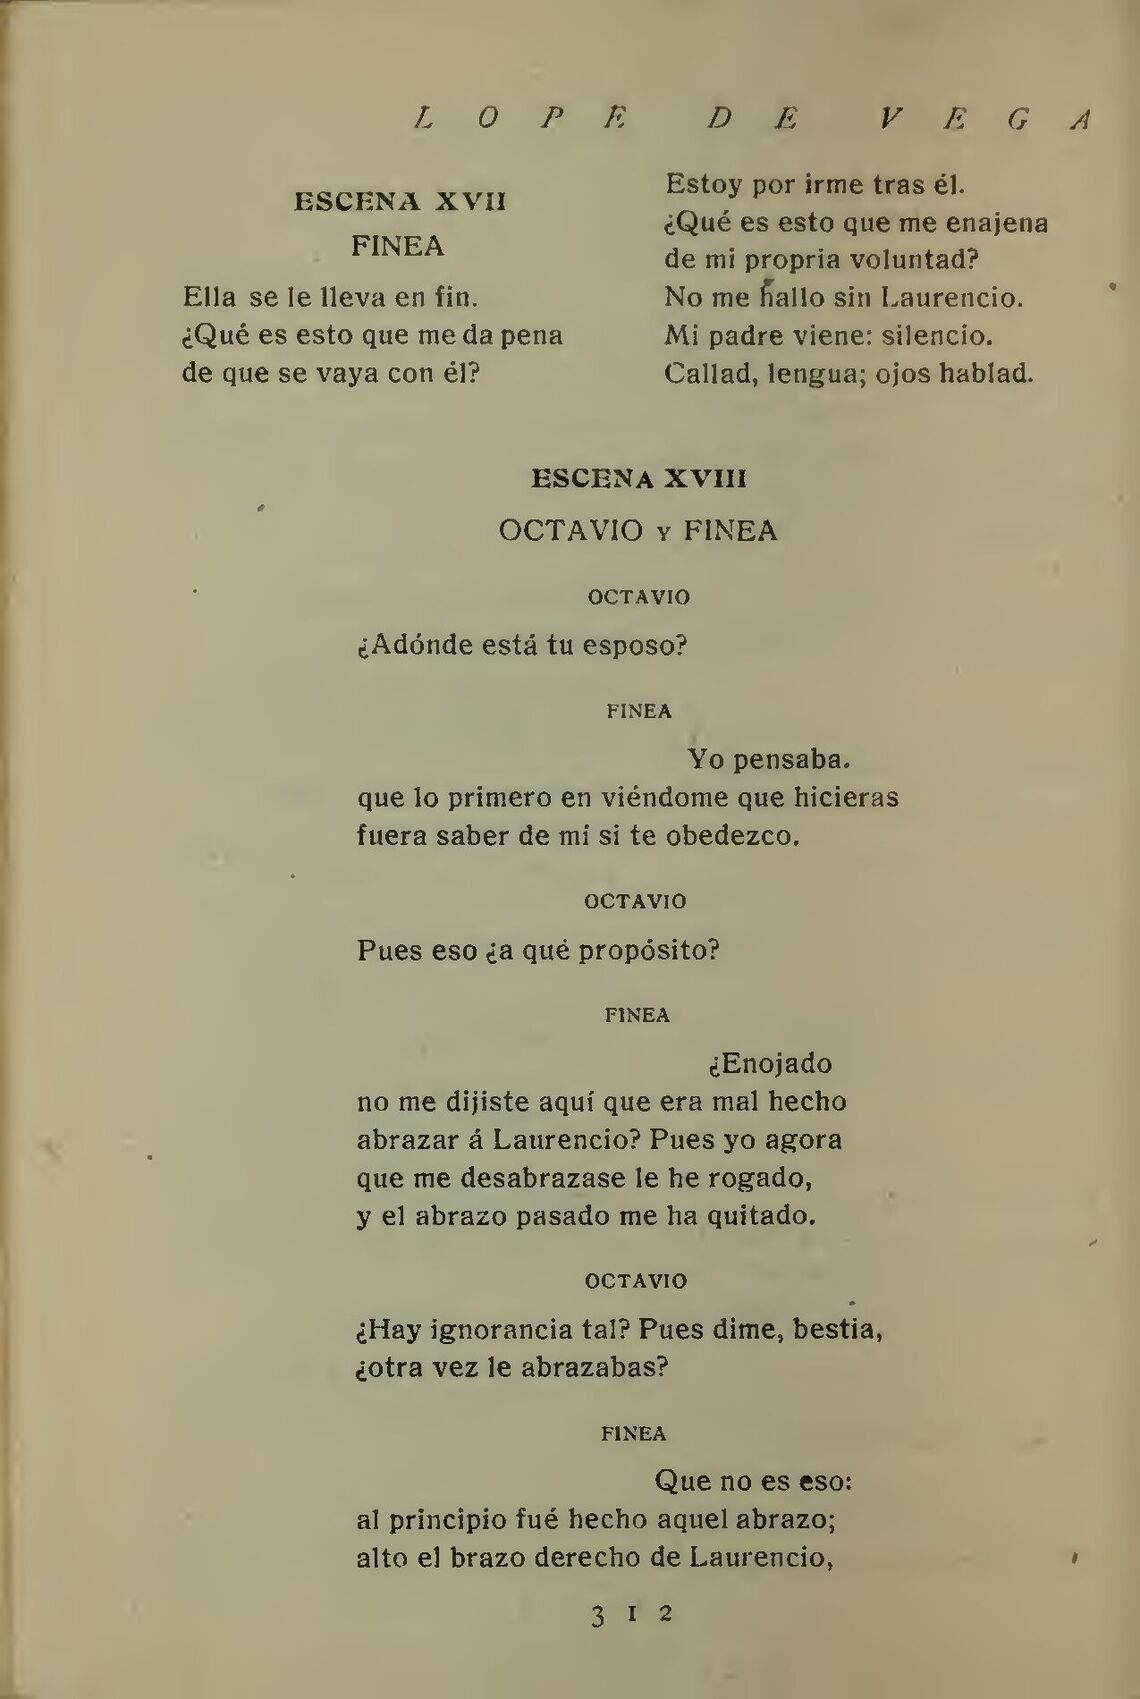 LOPE DE VEGA
ESCENA XVII
FINEA
Ella se le lleva en fin.
¿Qué es esto que me da pena
de que se vaya con él?
Estoy por irme tras él.
¿Qué es esto que me enajena
de mi propria voluntad?
No me hallo sin Laurencio.
Mi padre viene: silencio.
Callad, lengua; ojos hablad.
ESCENA XVIII
OCTAVIO Y FINEA
OCTAVIO
¿Adónde está tu esposo?
FINEA
Yo pensaba.
que lo primero en viéndome que hicieras
fuera saber de mí si te obedezco.
OCTAVIO
Pues eso ¿a qué propósito?
FINEA
¿Enojado
no me dijiste aquí que era mal hecho
abrazar á Laurencio? Pues yo agora
que me desabrazase le he rogado,
y el abrazo pasado me ha quitado.
OCTAVIO
¿Hay ignorancia tal? Pues dime, bestia,
¿otra vez le abrazabas?
FINEA
Que no es eso:
al principio fué hecho aquel abrazo;
alto el brazo derecho de Laurencio,
312